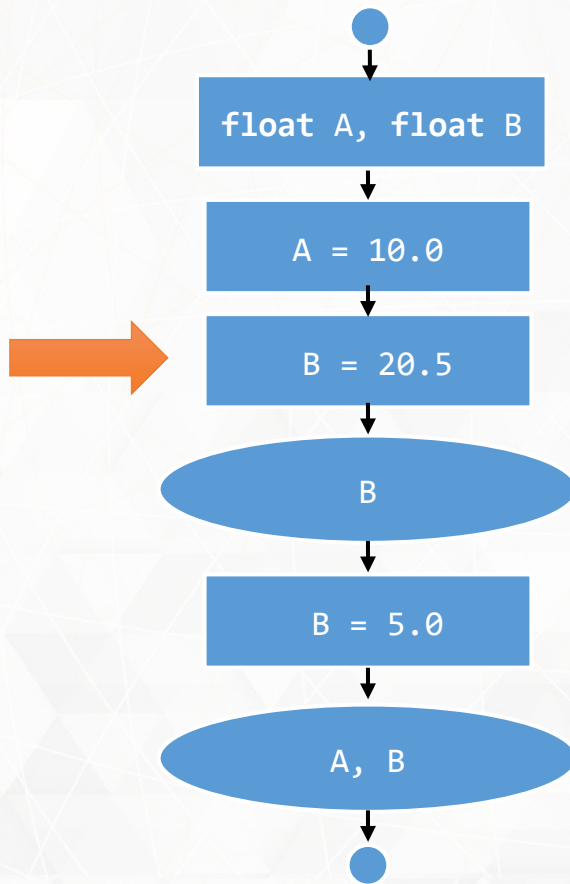 float A, float B
A = 10.0
B = 20.5
B
B = 5.0
A, B